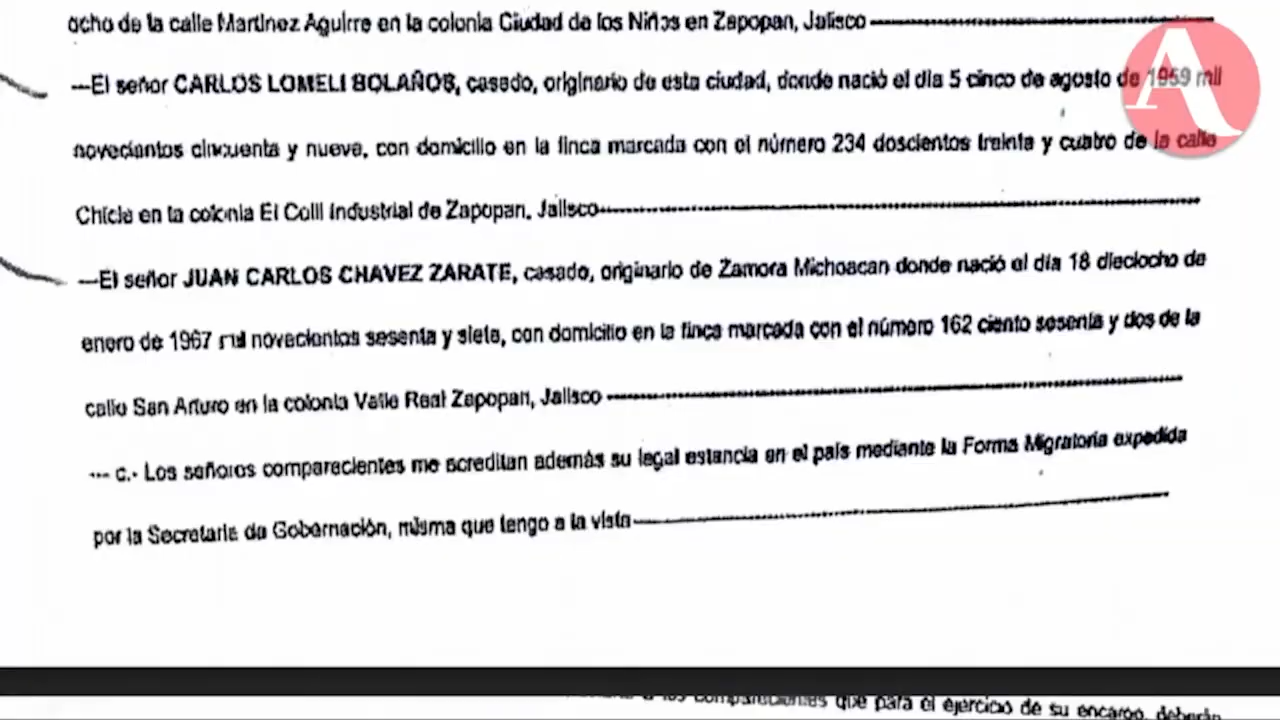 ocho de la calle Martinez Aguirre en la colonia Ciudad de los Niños en Zapopan, Jalisco
---El señor CARLOS LOMELI BOLAÑOS, casado, originario de esta ciudad, donde nació el dia 5 cinco de agosto de 1959 mil
novecientos cincuenta y nueve, con domicilio en la finca marcada con el número 234 doscientos treinta y cuatro de la calle
Chicle en la colonia El Colli Industrial de Zapopan, Jalisco
---El señor JUAN CARLOS CHAVEZ ZARATE, casado, originario de Zamora Michoacan donde nació el día 18 dieciocho de
enero de 1967 mil novecientos sesenta y siete, con domicilio en la finca marcada con el número 162 ciento sesenta y dos de la
calle San Arturo en la colonia Valle Real Zapopan, Jalisco
--- c.- Los señores comparecientes me acreditan además su legal estancia en el país mediante la Forma Migratoria expedida
por la Secretaria de Gobernación, misma que tengo a la vista
a los comparecientes que para el ejercicio de su encargo, deberán
A